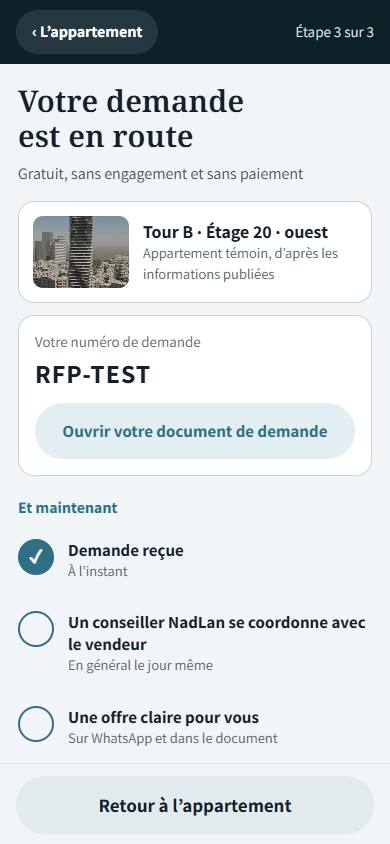 ‹ L’appartement
Étape 3 sur 3
Votre demande
est en route
Gratuit, sans engagement et sans paiement
Tour B · Étage 20 · ouest
Appartement témoin, d’après les
informations publiées
Votre numéro de demande
RFP-TEST
Ouvrir votre document de demande
Et maintenant
Demande reçue
À l’instant
Un conseiller NadLan se coordonne avec
le vendeur
En général le jour même
Une offre claire pour vous
Sur WhatsApp et dans le document
Retour à l’appartement